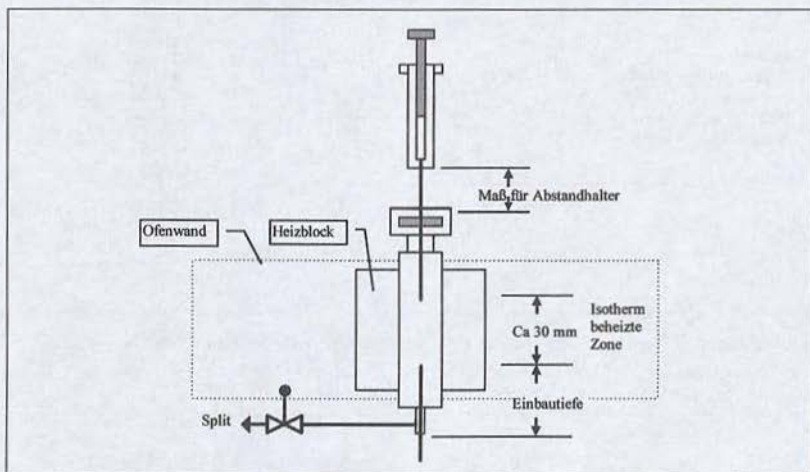 Maß für Abstandhalter
Ofenwand
Heizblock
Isotherm
beheizte
Zone
Ca 30 mm
Einbautiefe
Split